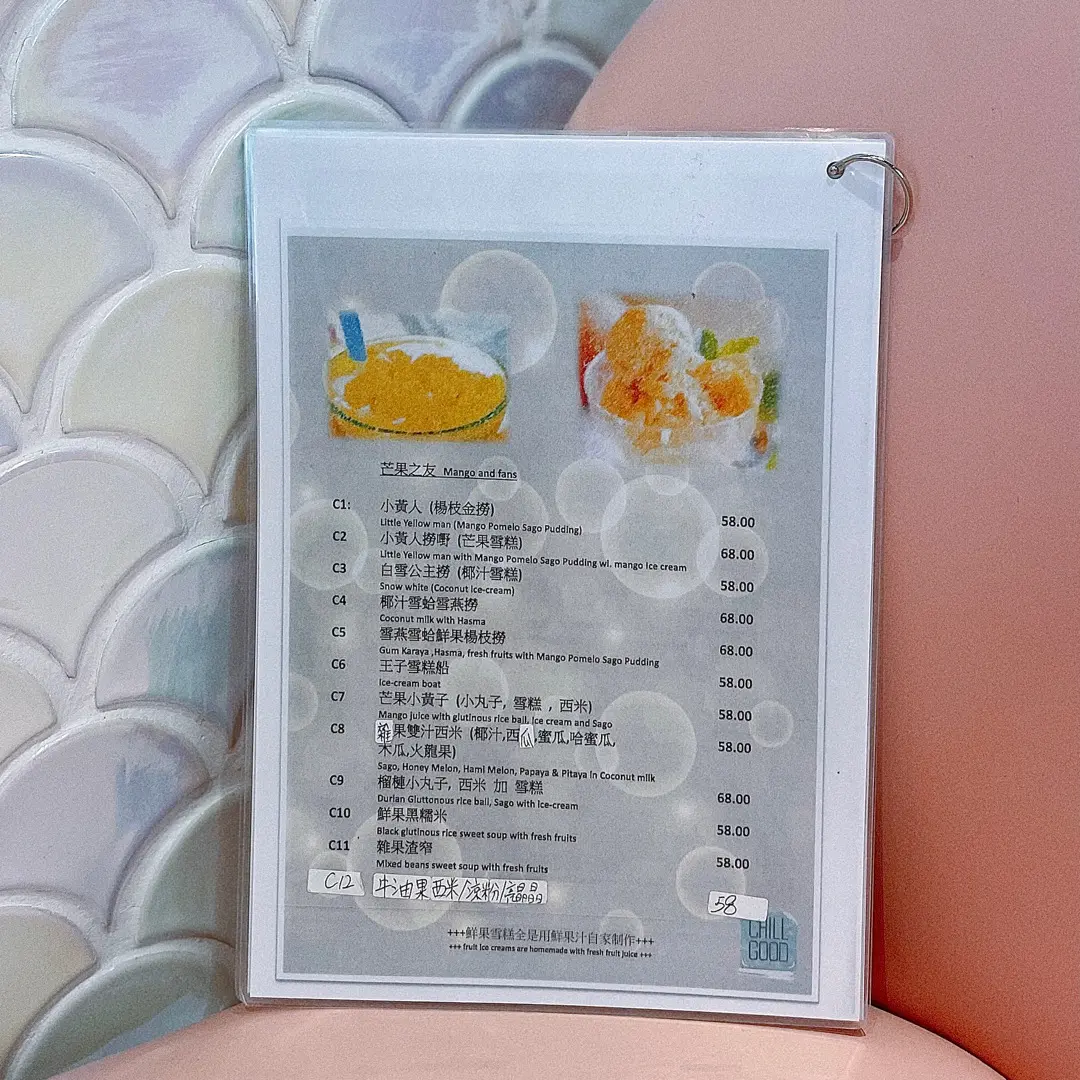 芒果之友 Mango and fans
C1: 小黃人 (楊枝金撈) 58.00
Little Yellow man (Mango Pomelo Sago Pudding)
C2 小黃人撈嘢 (芒果雪糕) 68.00
Little Yellow man with Mango Pomelo Sago Pudding wl. mango ice cream
C3 白雪公主撈 (椰汁雪糕) 58.00
Snow white (Coconut ice-cream)
C4 椰汁雪蛤雪燕撈 68.00
Coconut milk with Hasma
C5 雪燕雪蛤鮮果楊枝撈 68.00
Gum Karaya ,Hasma, fresh fruits with Mango Pomelo Sago Pudding
C6 王子雪糕船 58.00
Ice-cream boat
C7 芒果小黃子 (小丸子, 雪糕 , 西米) 58.00
Mango juice with glutinous rice ball, Ice cream and Sago
C8 雜果雙汁西米 (椰汁,西瓜,蜜瓜,哈蜜瓜, 58.00
木瓜,火龍果)
Sago, Honey Melon, Hami Melon, Papaya & Pitaya in Coconut milk
C9 榴槤小丸子, 西米 加 雪糕 68.00
Durian Gluttonous rice ball, Sago with Ice-cream
C10 鮮果黑糯米 58.00
Black glutinous rice sweet soup with fresh fruits
C11 雜果渣窄 58.00
Mixed beans sweet soup with fresh fruits
C12 牛油果西米/涼粉/晶晶 58
+++鮮果雪糕全是用鮮果汁自家制作+++
+++ fruit ice creams are homemade with fresh fruit juice +++
CHILL
GOOD